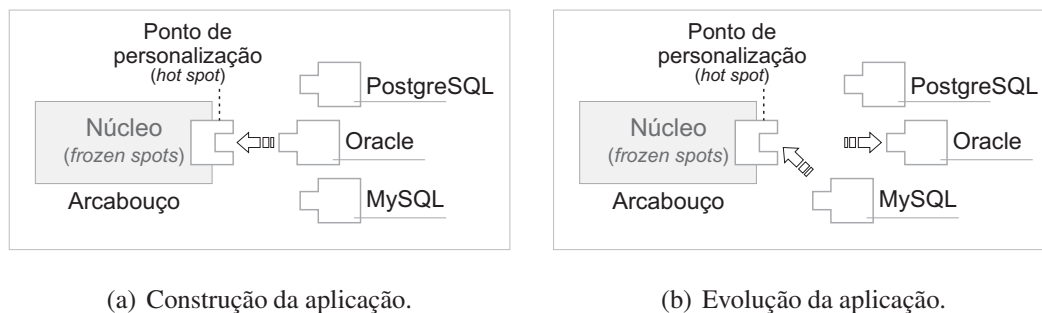 Ponto de
personalização
(hot spot)
PostgreSQL
Núcleo
(frozen spots)
Oracle
Arcabouço
MySQL
(a) Construção da aplicação.
Ponto de
personalização
(hot spot)
PostgreSQL
Núcleo
(frozen spots)
Oracle
Arcabouço
MySQL
(b) Evolução da aplicação.